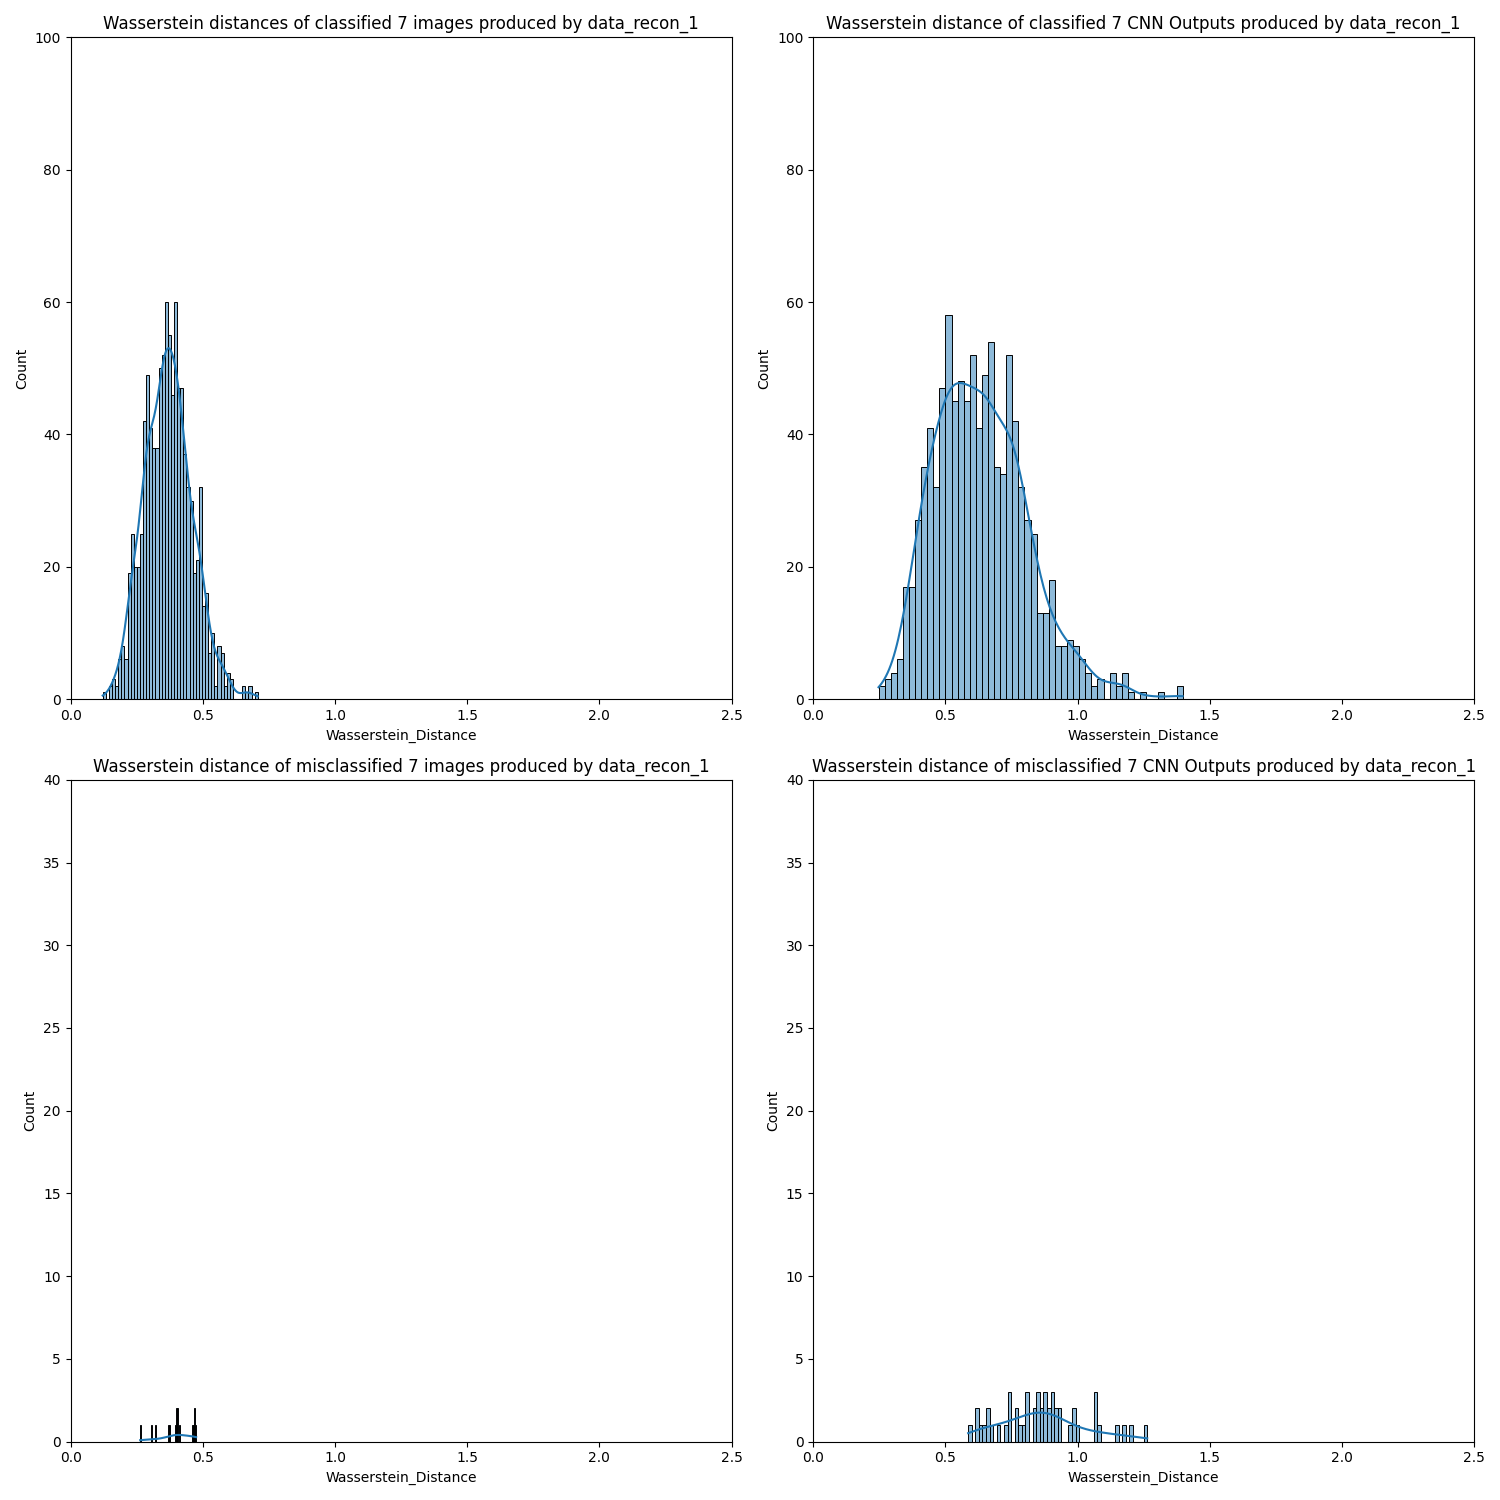 Wasserstein distances of classified 7 images produced by data_recon_1
100
80
60
40
20
0
Count
0.0 0.5 1.0 1.5 2.0 2.5
Wasserstein_Distance
Wasserstein distance of classified 7 CNN Outputs produced by data_recon_1
100
80
60
40
20
0
Count
0.0 0.5 1.0 1.5 2.0 2.5
Wasserstein_Distance
Wasserstein distance of misclassified 7 images produced by data_recon_1
40
35
30
25
20
15
10
5
0
Count
0.0 0.5 1.0 1.5 2.0 2.5
Wasserstein_Distance
Wasserstein distance of misclassified 7 CNN Outputs produced by data_recon_1
40
35
30
25
20
15
10
5
0
Count
0.0 0.5 1.0 1.5 2.0 2.5
Wasserstein_Distance